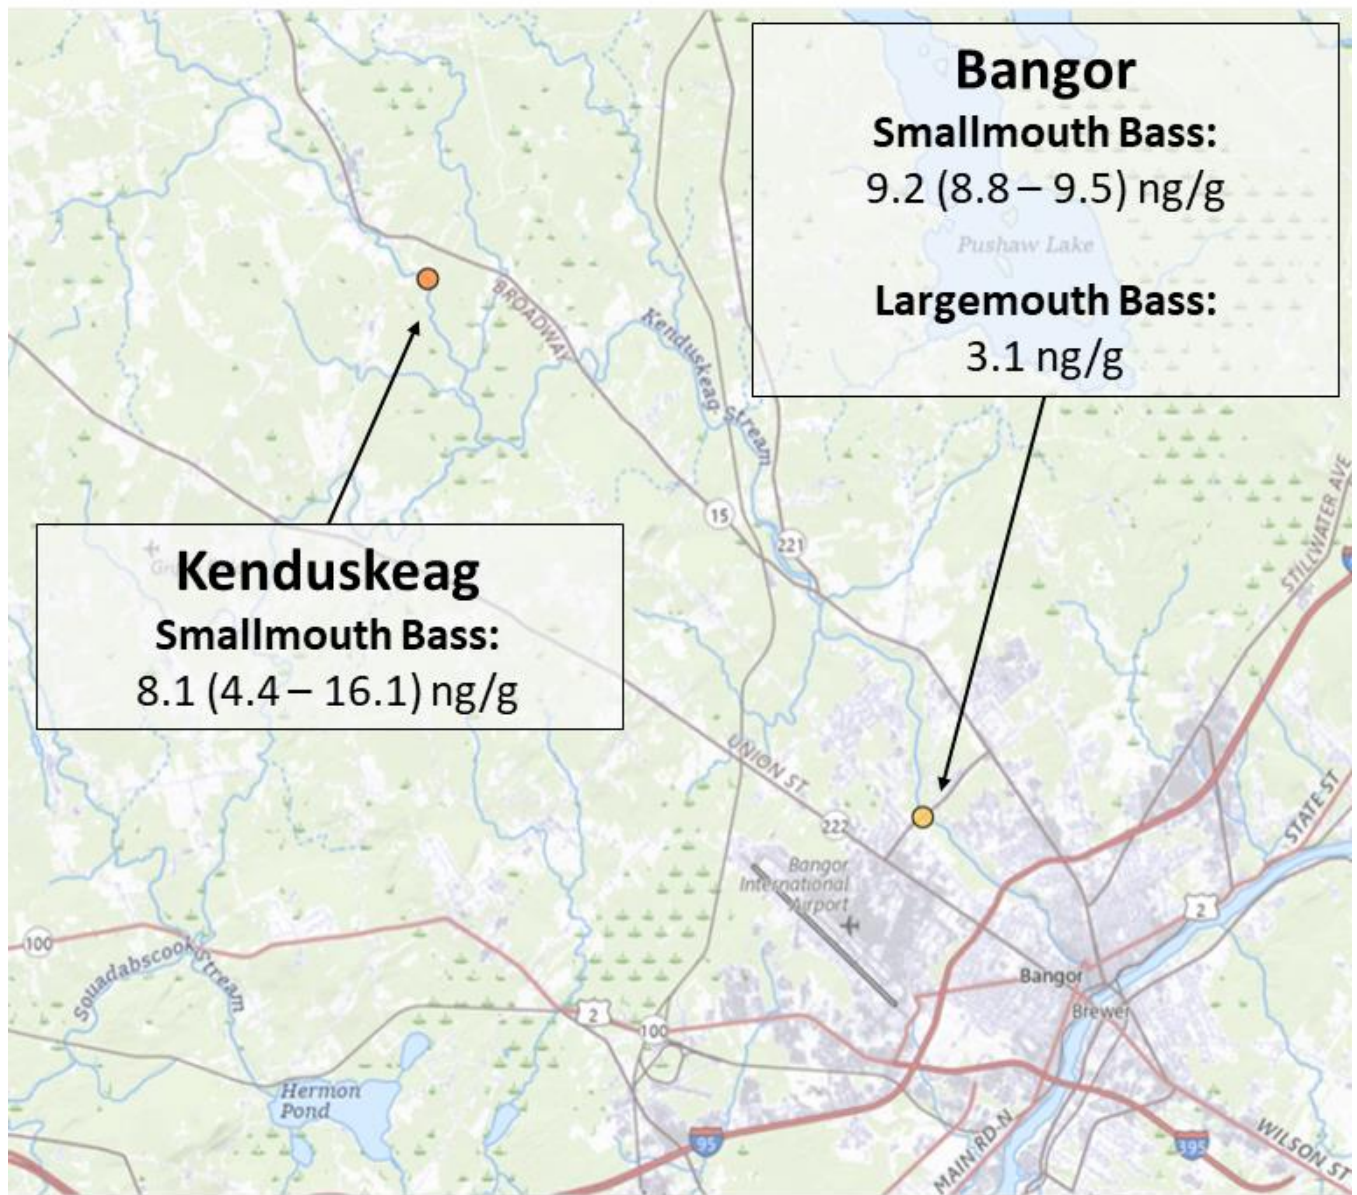 Bangor
Smallmouth Bass:
9.2 (8.8 – 9.5) ng/g
Pushaw Lake
Largemouth Bass:
3.1 ng/g
BROADWAY
Kenduskeag Stream
15
221
STILLWATER AVE
Kenduskeag
Smallmouth Bass:
8.1 (4.4 – 16.1) ng/g
UNION ST
222
STATE ST
Bangor
International
Airport
2
100
Souadabscook Stream
Bangor
Brewer
2
100
Hermon
Pond
95
MAIN RD N
395
WILSON ST